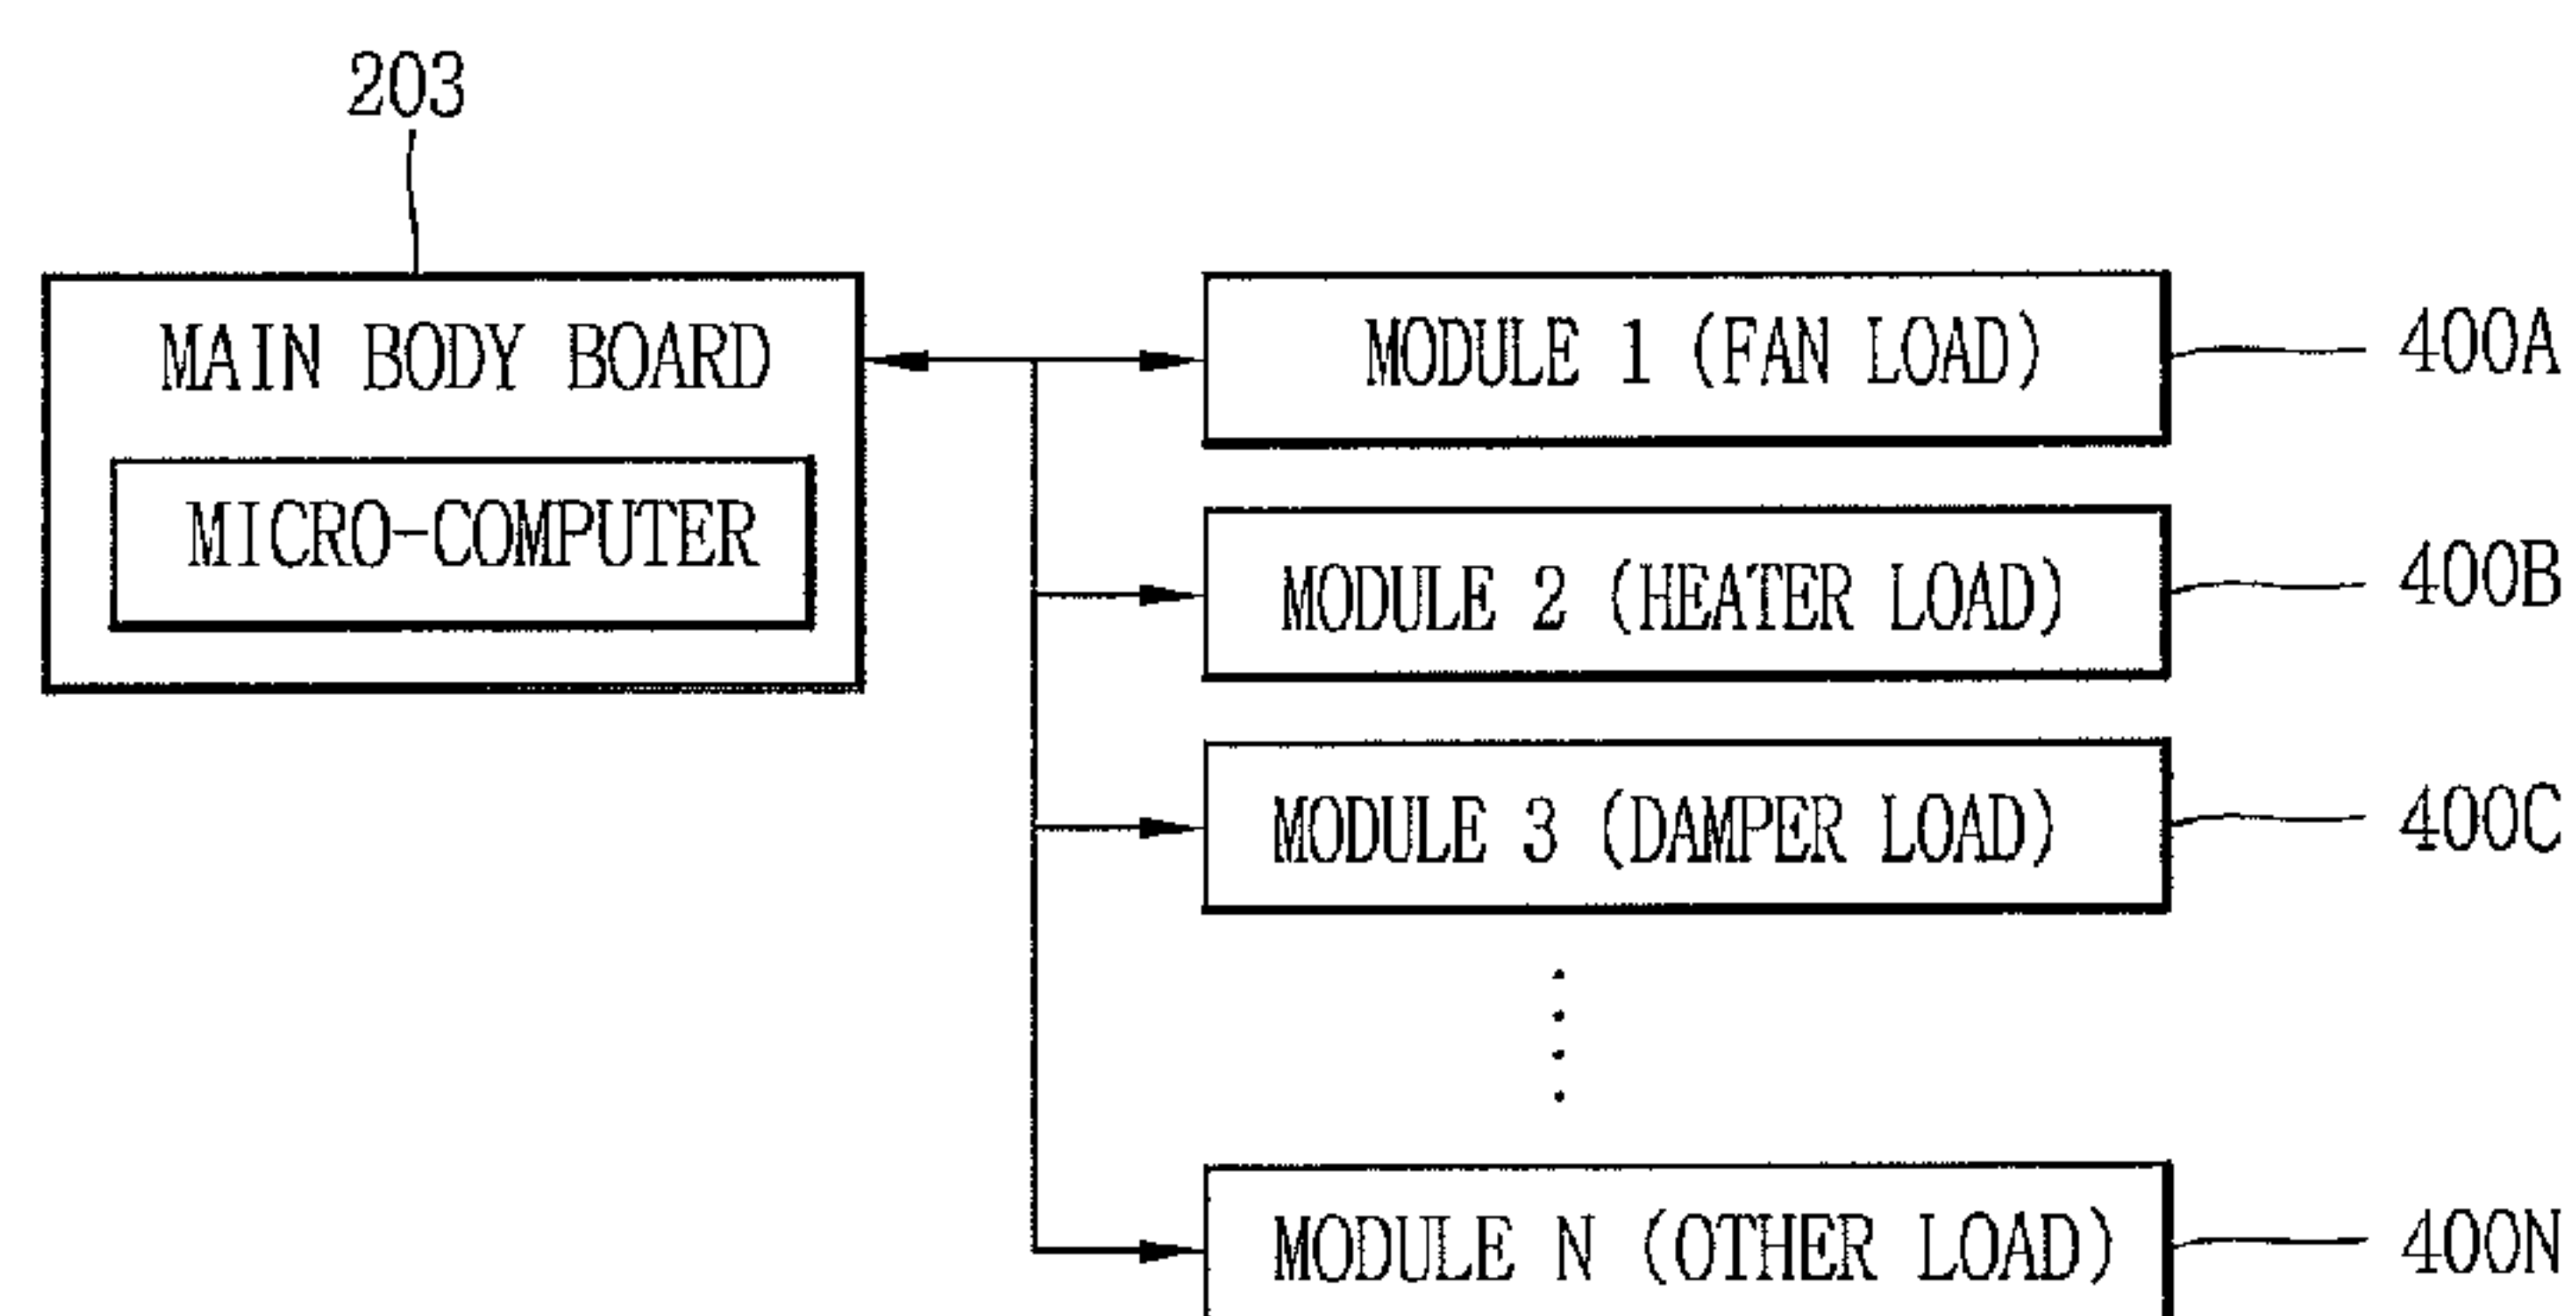 203
MAIN BODY BOARD
MICRO-COMPUTER
MODULE 1 (FAN LOAD)
400A
MODULE 2 (HEATER LOAD)
400B
MODULE 3 (DAMPER LOAD)
400C
MODULE N (OTHER LOAD)
400N